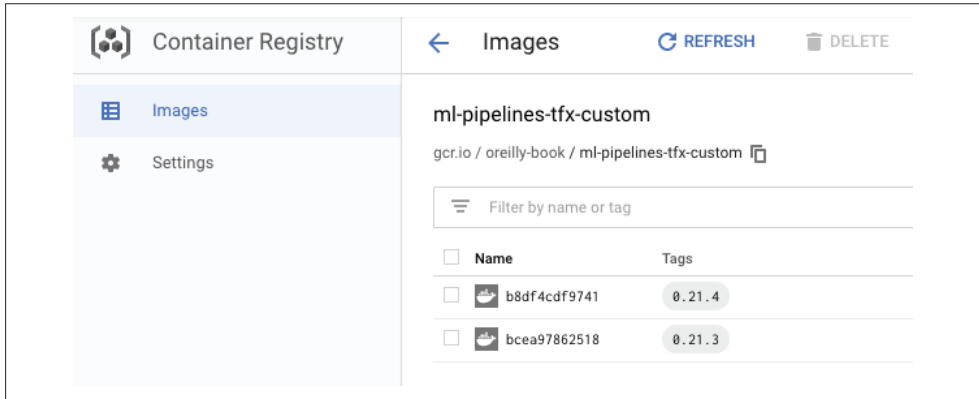 Container Registry
Images
REFRESH
DELETE
Images
Settings
ml-pipelines-tfx-custom
gcr.io / oreilly-book / ml-pipelines-tfx-custom
Filter by name or tag
Name Tags
b8df4cdf9741 0.21.4
bcea97862518 0.21.3